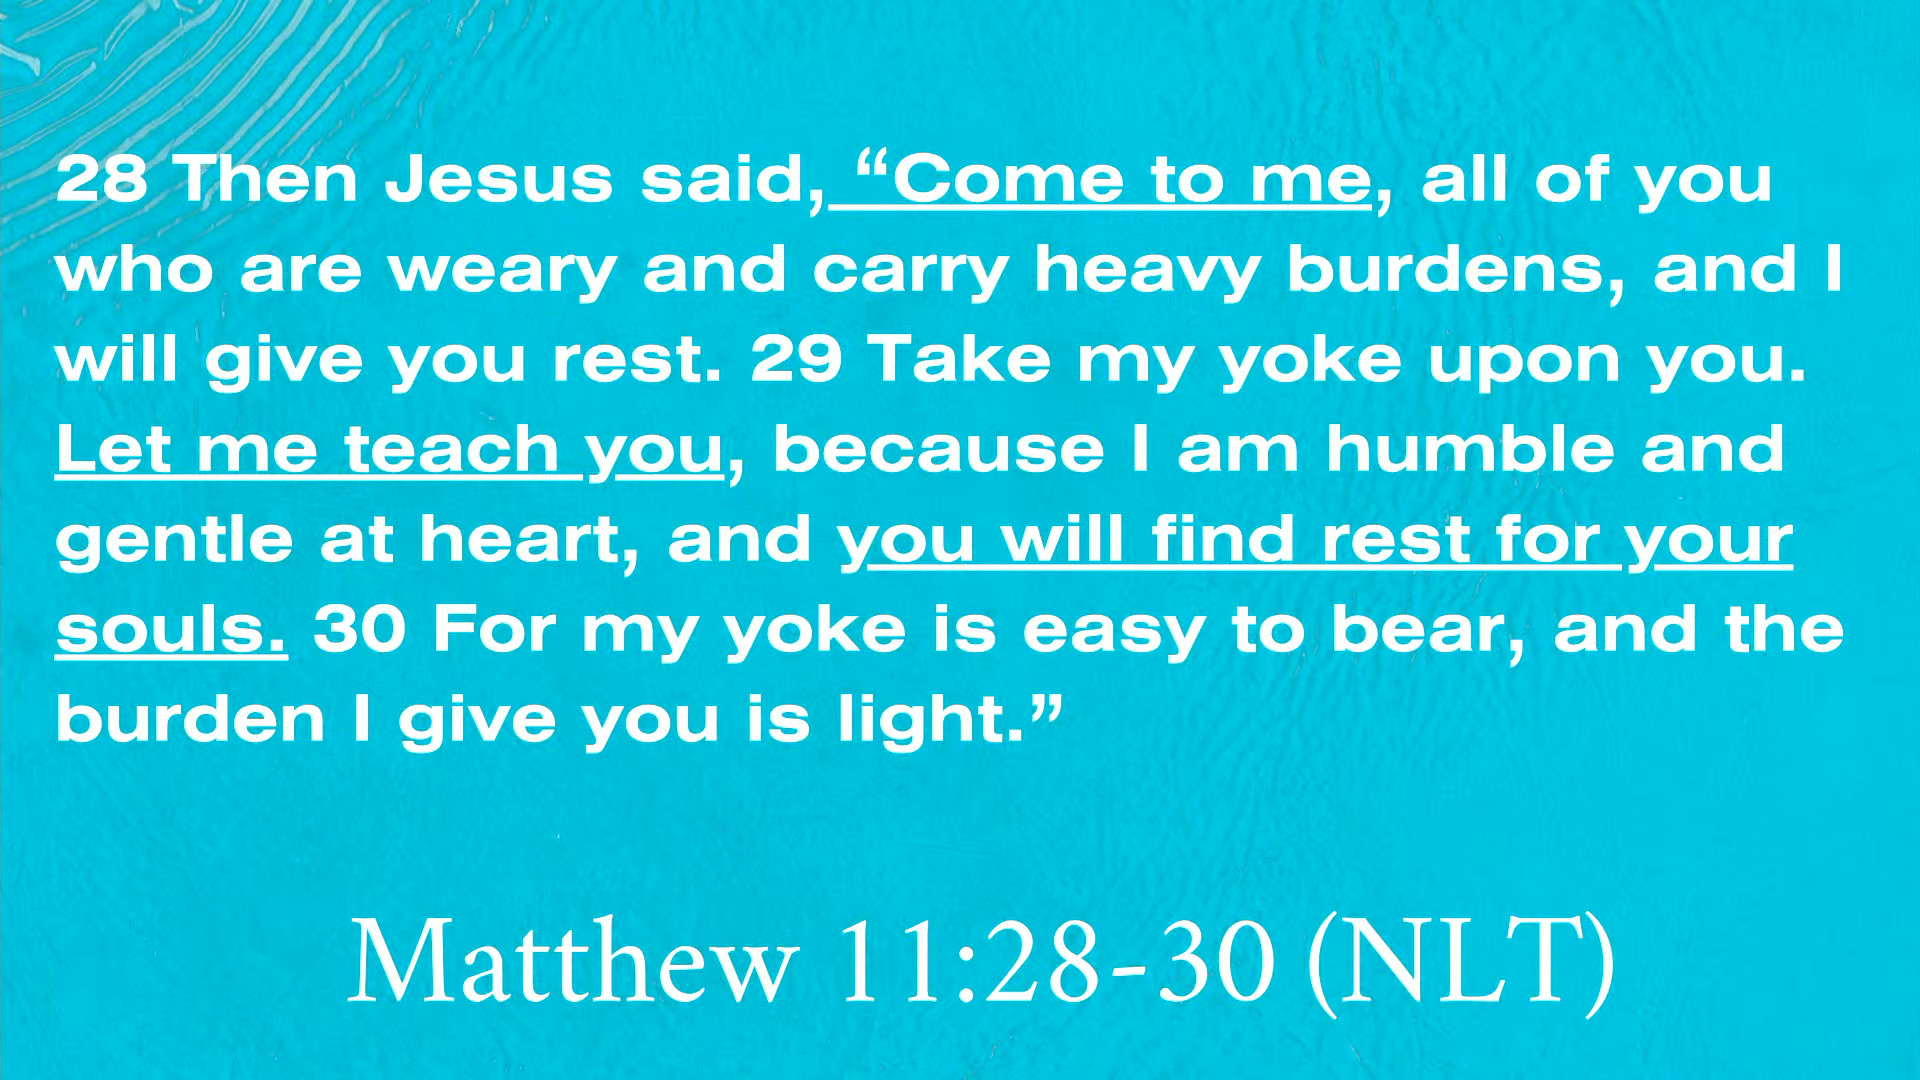 28 Then Jesus said, “Come to me, all of you
who are weary and carry heavy burdens, and I
will give you rest. 29 Take my yoke upon you.
Let me teach you, because I am humble and
gentle at heart, and you will find rest for your
souls. 30 For my yoke is easy to bear, and the
burden I give you is light.”
Matthew 11:28-30 (NLT)